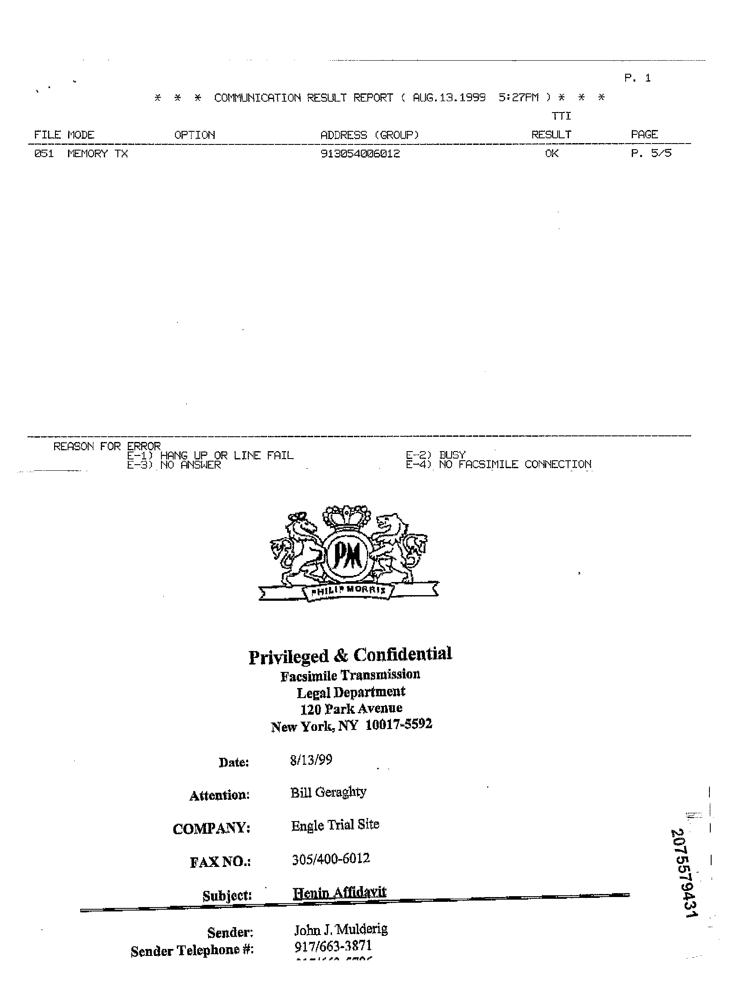 P. 1
* * * COMMUNICATION RESULT REPORT ( AUG.13.1999 5:27PM ) * * *
TTI
FILE MODE OPTION ADDRESS (GROUP) RESULT PAGE
051 MEMORY TX 913054006012 OK P. 5/5
REASON FOR ERROR
E-1) HANG UP OR LINE FAIL E-2) BUSY
E-3) NO ANSWER E-4) NO FACSIMILE CONNECTION
PM
PHILIP MORRIS
Privileged & Confidential
Facsimile Transmission
Legal Department
120 Park Avenue
New York, NY 10017-5592
Date: 8/13/99
Attention: Bill Geraghty
COMPANY: Engle Trial Site
FAX NO.: 305/400-6012
Subject: Henin Affidavit
Sender: John J. Mulderig
Sender Telephone #: 917/663-3871
2075579431